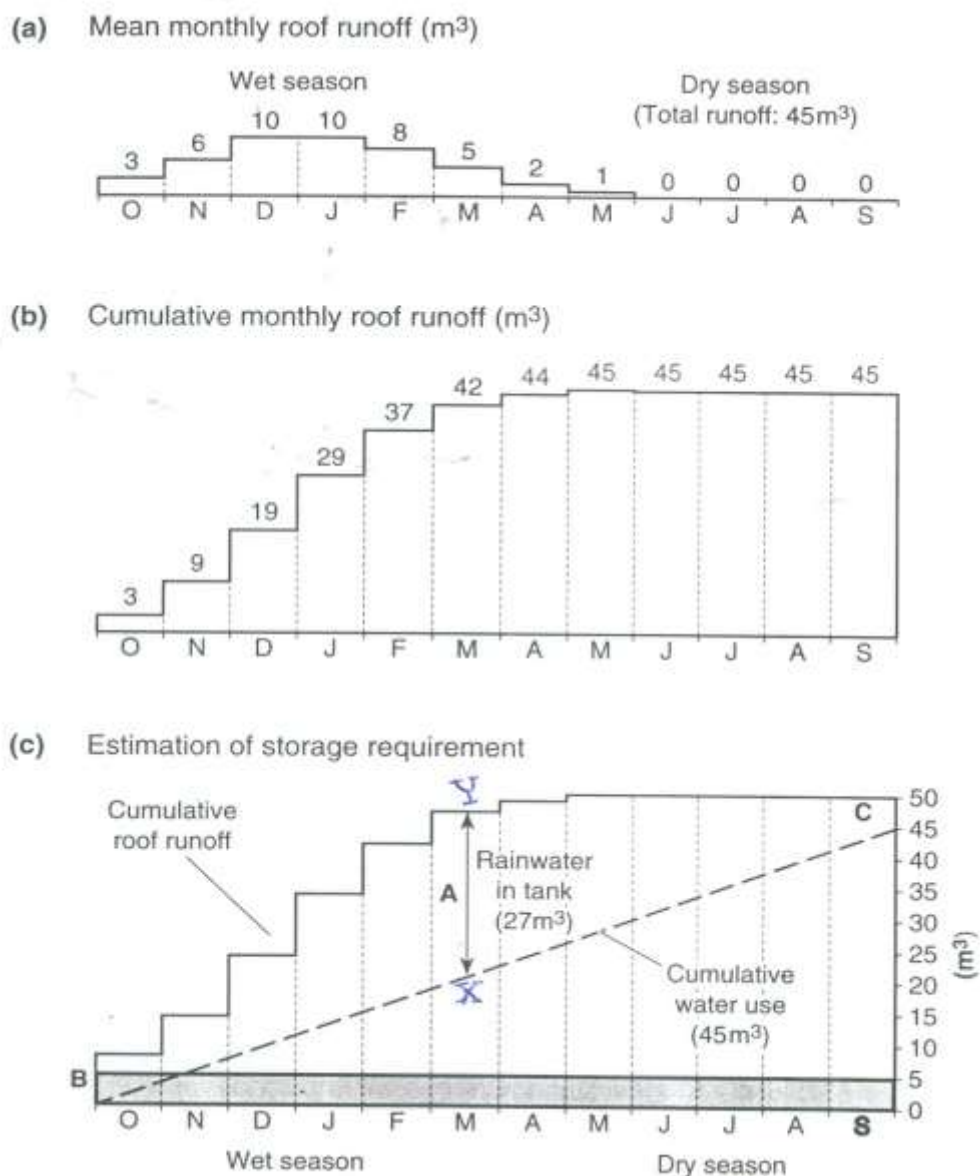 (a) Mean monthly roof runoff (m³)
Wet season
Dry season
(Total runoff: 45m³)
3 6 10 10 8 5 2 1 0 0 0 0
O N D J F M A M J J A S
(b) Cumulative monthly roof runoff (m³)
3 9 19 29 37 42 44 45 45 45 45 45
O N D J F M A M J J A S
(c) Estimation of storage requirement
Cumulative
roof runoff
Y
A
Rainwater
in tank
(27m³)
X
Cumulative
water use
(45m³)
C
B
50
45
40
35
30
25
20
15
10
5
0
(m³)
O N D J F M A M J J A S
Wet season
Dry season